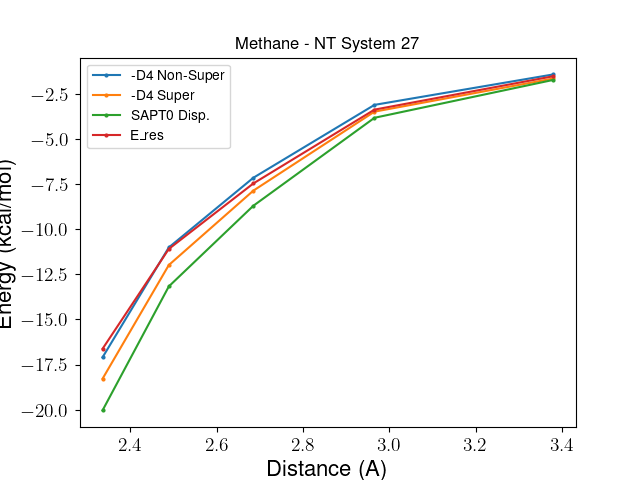 Methane - NT System 27
-D4 Non-Super
-D4 Super
SAPT0 Disp.
E_res
−2.5
−5.0
−7.5
−10.0
−12.5
−15.0
−17.5
−20.0
Energy (kcal/mol)
2.4 2.6 2.8 3.0 3.2 3.4
Distance (A)